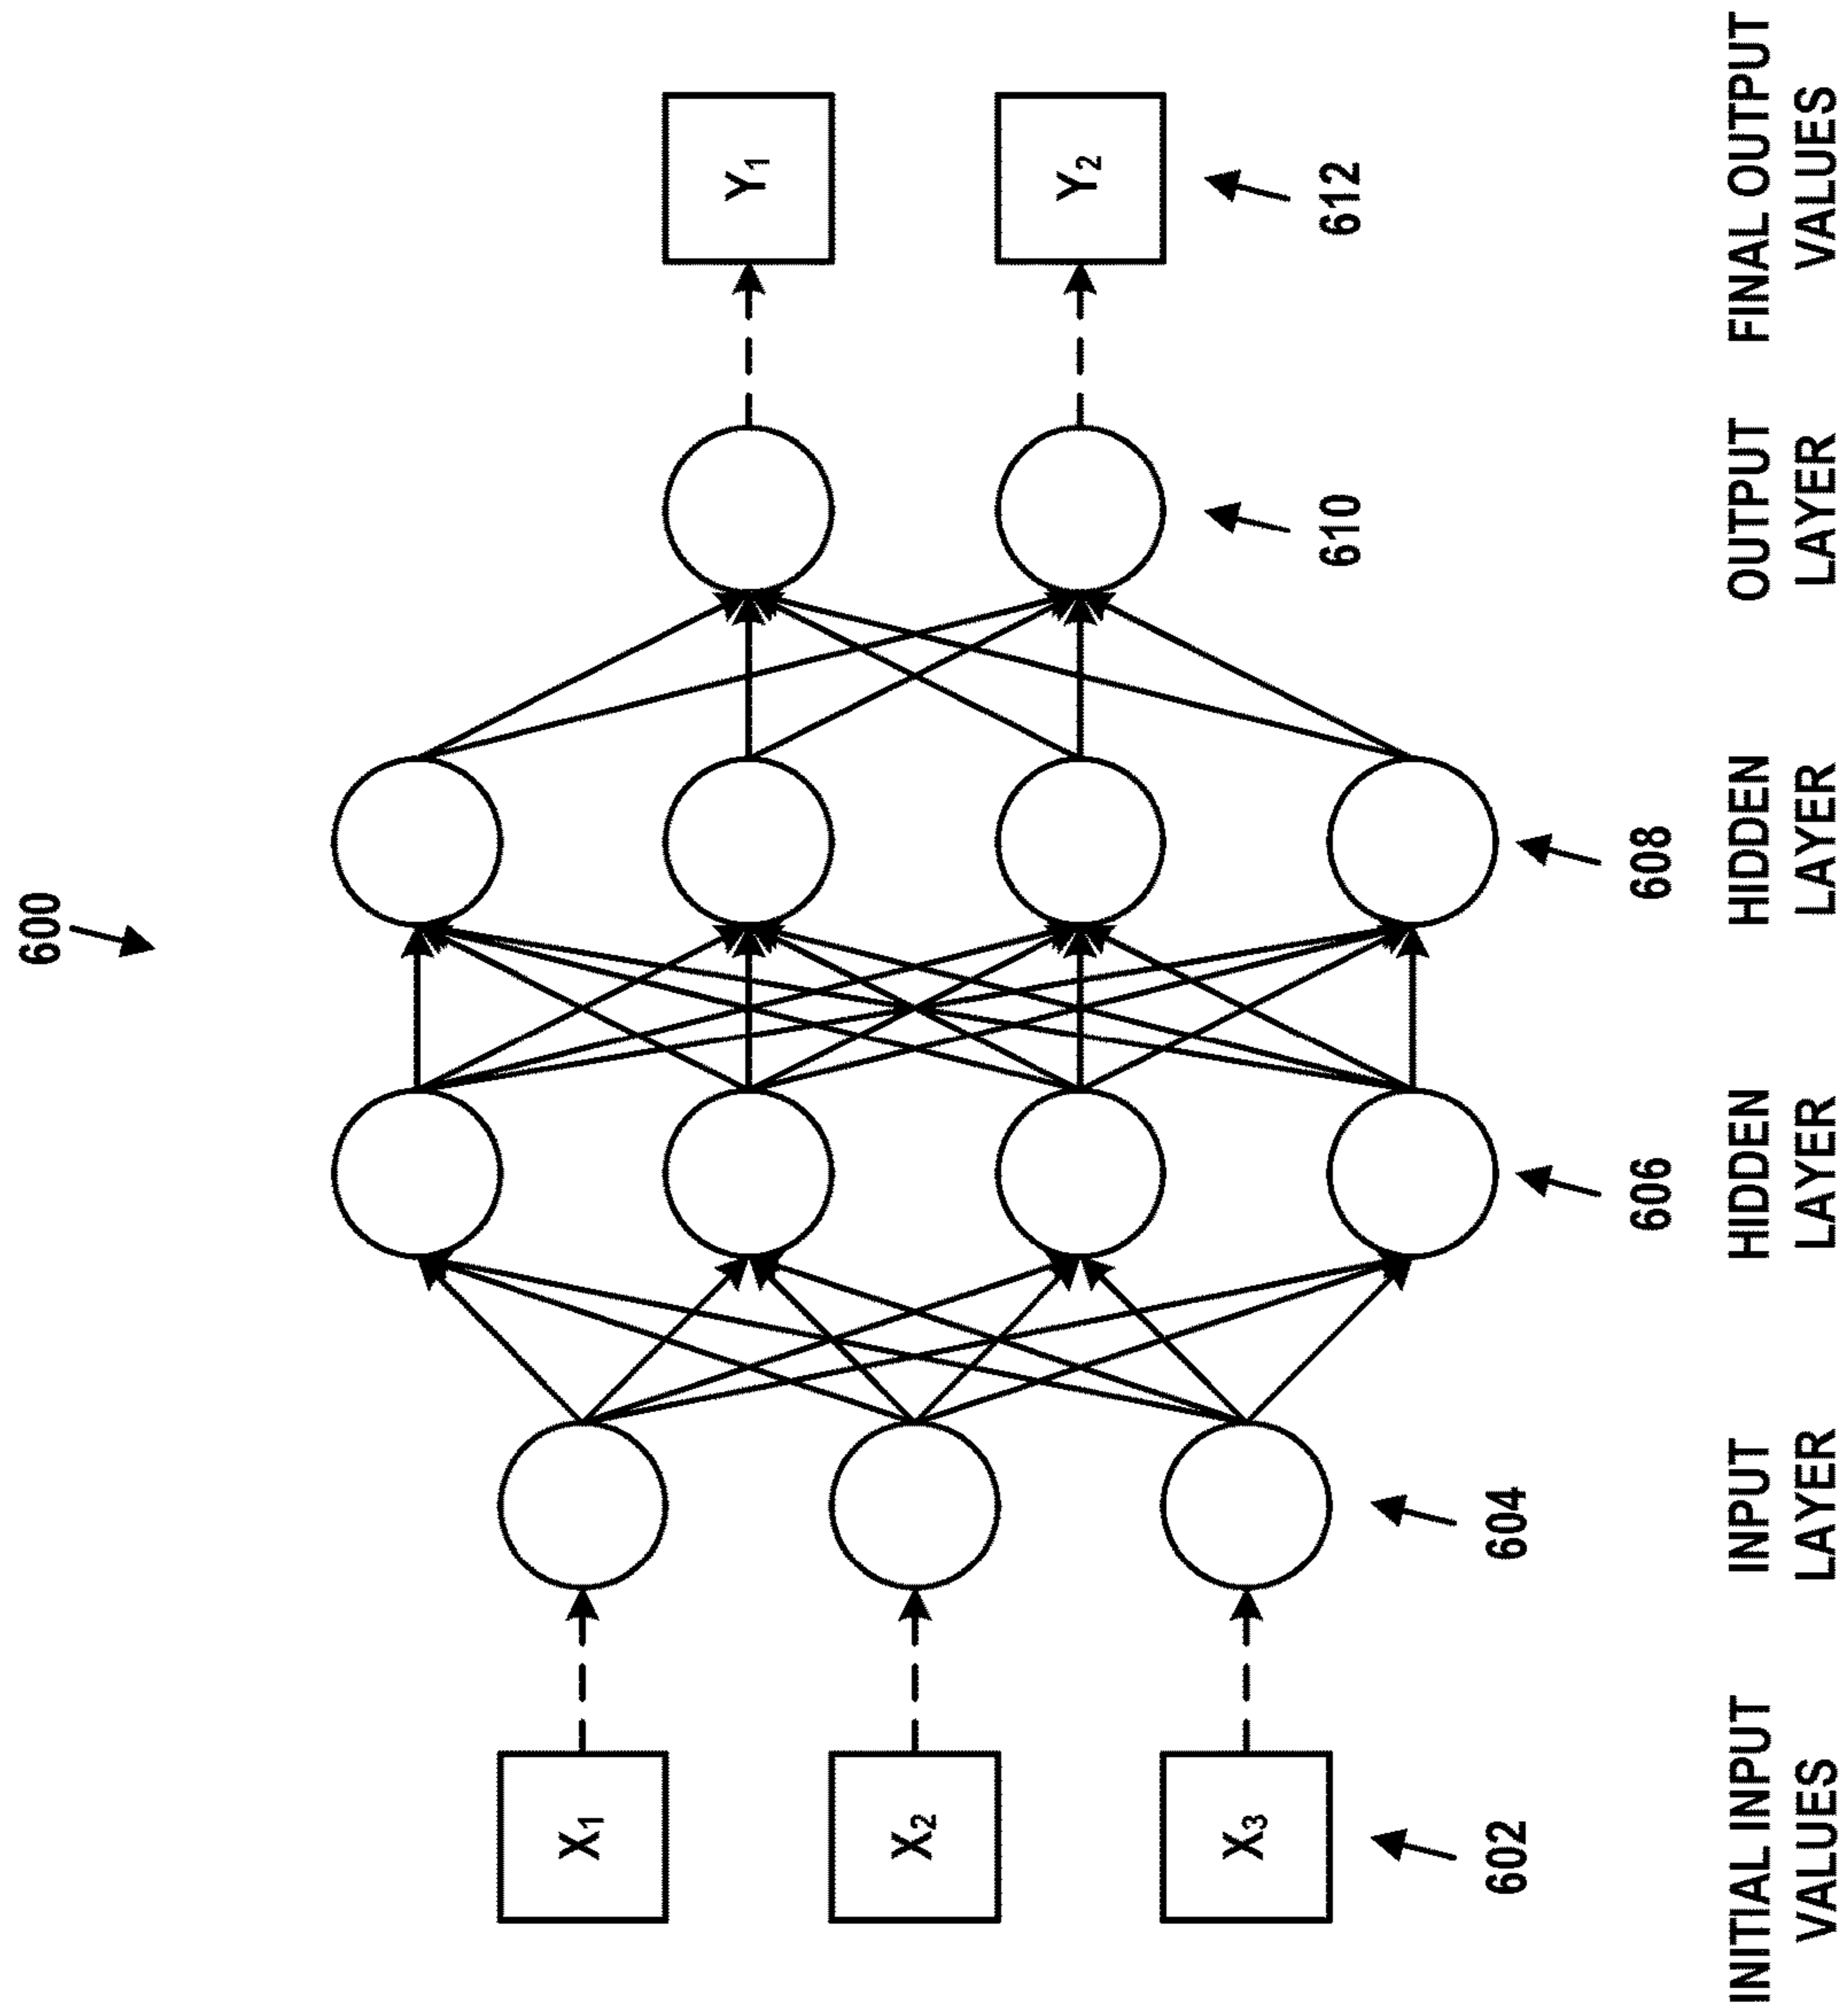 600
X1
X2
X3
Y1
Y2
602
604
606
608
610
612
INITIAL INPUT
VALUES
INPUT
LAYER
HIDDEN
LAYER
HIDDEN
LAYER
OUTPUT
LAYER
FINAL OUTPUT
VALUES